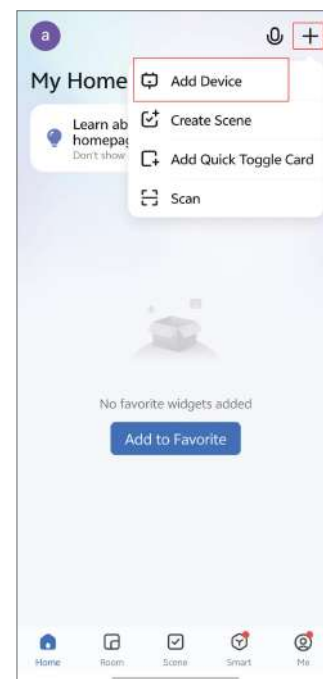 a
My Home
Add Device
Learn ab
homepag
Don't show
Create Scene
Add Quick Toggle Card
Scan
No favorite widgets added
Add to Favorite
Home Room Scene Smart Me